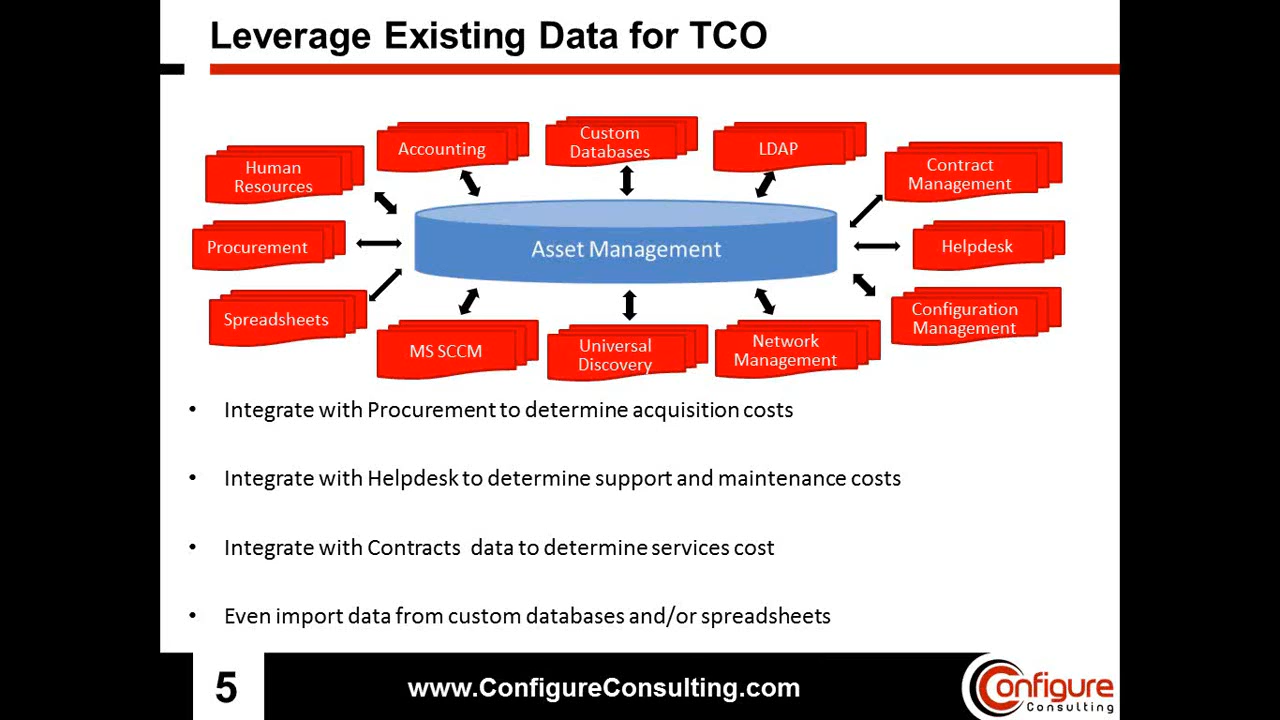 Leverage Existing Data for TCO
Human
Resources
Accounting
Custom
Databases
LDAP
Contract
Management
Procurement
Asset Management
Helpdesk
Spreadsheets
MS SCCM
Universal
Discovery
Network
Management
Configuration
Management
• Integrate with Procurement to determine acquisition costs
• Integrate with Helpdesk to determine support and maintenance costs
• Integrate with Contracts  data to determine services cost
• Even import data from custom databases and/or spreadsheets
5
www.ConfigureConsulting.com
Configure
Consulting